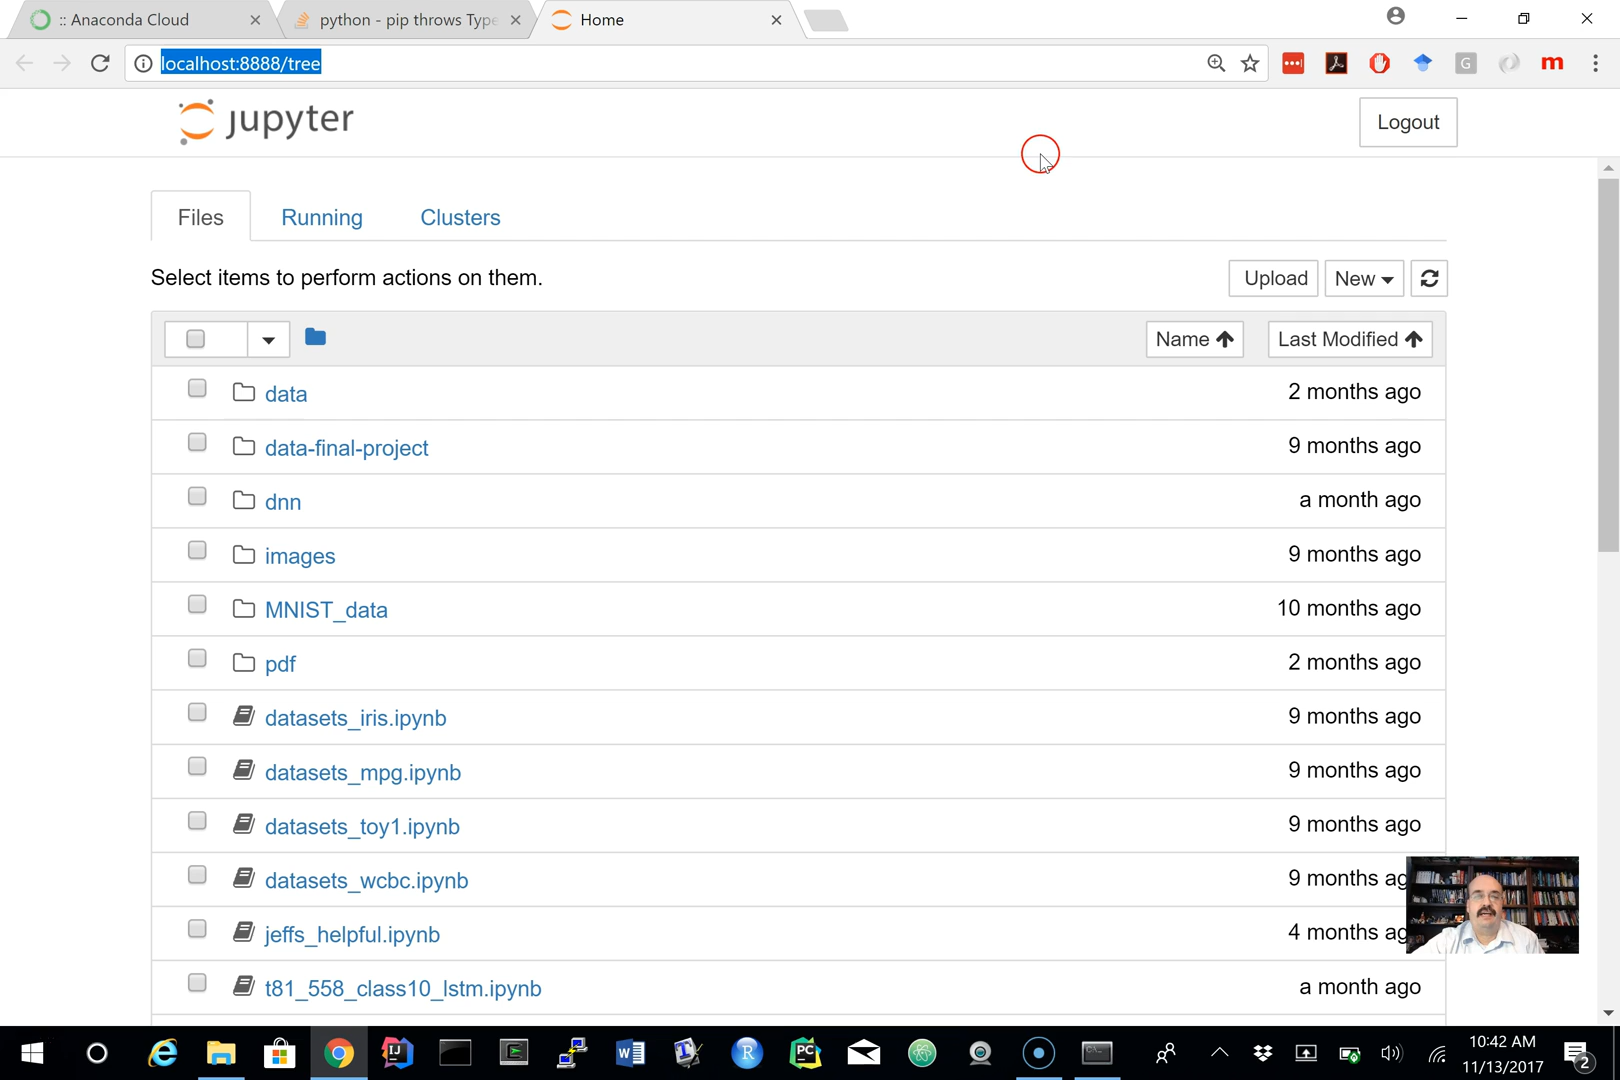 :: Anaconda Cloud
python - pip throws Type
Home
localhost:8888/tree
G
m
jupyter
Logout
Files
Running
Clusters
Select items to perform actions on them.
Upload
New
Name
Last Modified
data
2 months ago
data-final-project
9 months ago
dnn
a month ago
images
9 months ago
MNIST_data
10 months ago
pdf
2 months ago
datasets_iris.ipynb
9 months ago
datasets_mpg.ipynb
9 months ago
datasets_toy1.ipynb
9 months ago
datasets_wcbc.ipynb
9 months ag
jeffs_helpful.ipynb
4 months ag
t81_558_class10_lstm.ipynb
a month ago
IJ
R
PC
10:42 AM
11/13/2017
2